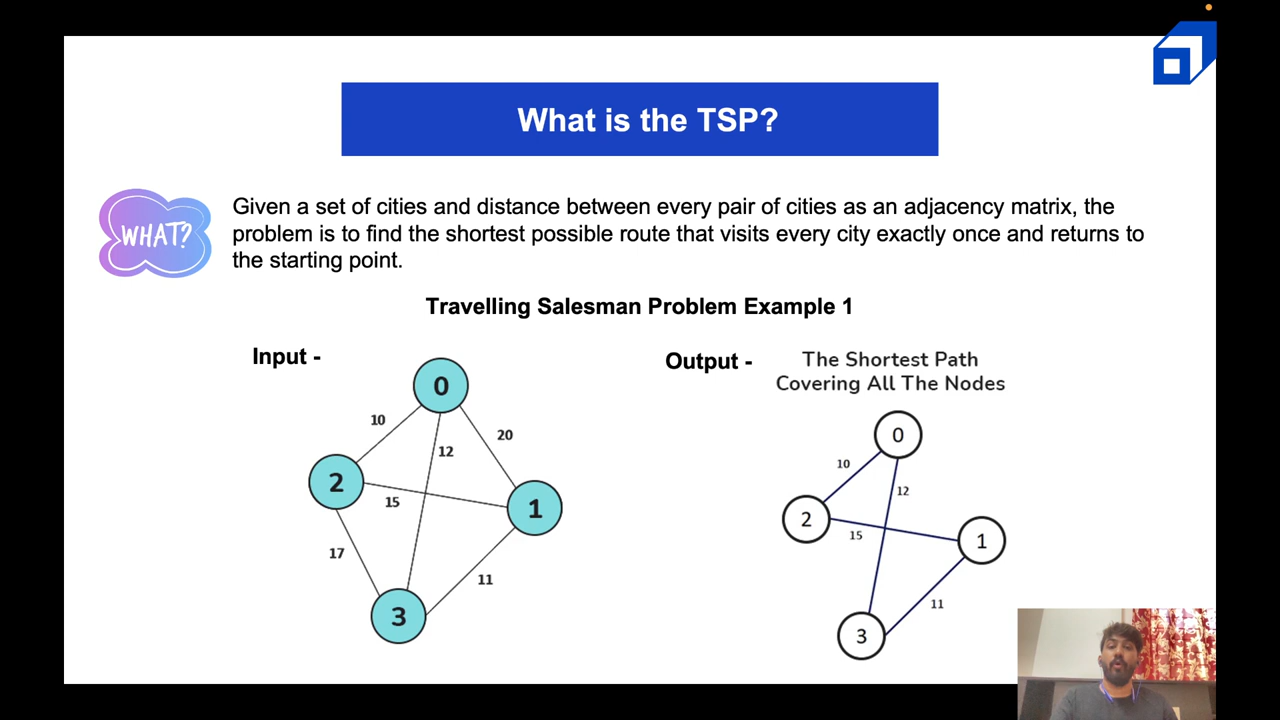 What is the TSP?
WHAT?
Given a set of cities and distance between every pair of cities as an adjacency matrix, the
problem is to find the shortest possible route that visits every city exactly once and returns to
the starting point.
Travelling Salesman Problem Example 1
Input -
0
10
20
12
2
15
1
17
11
3
Output -
The Shortest Path
Covering All The Nodes
0
10
12
2
15
1
11
3